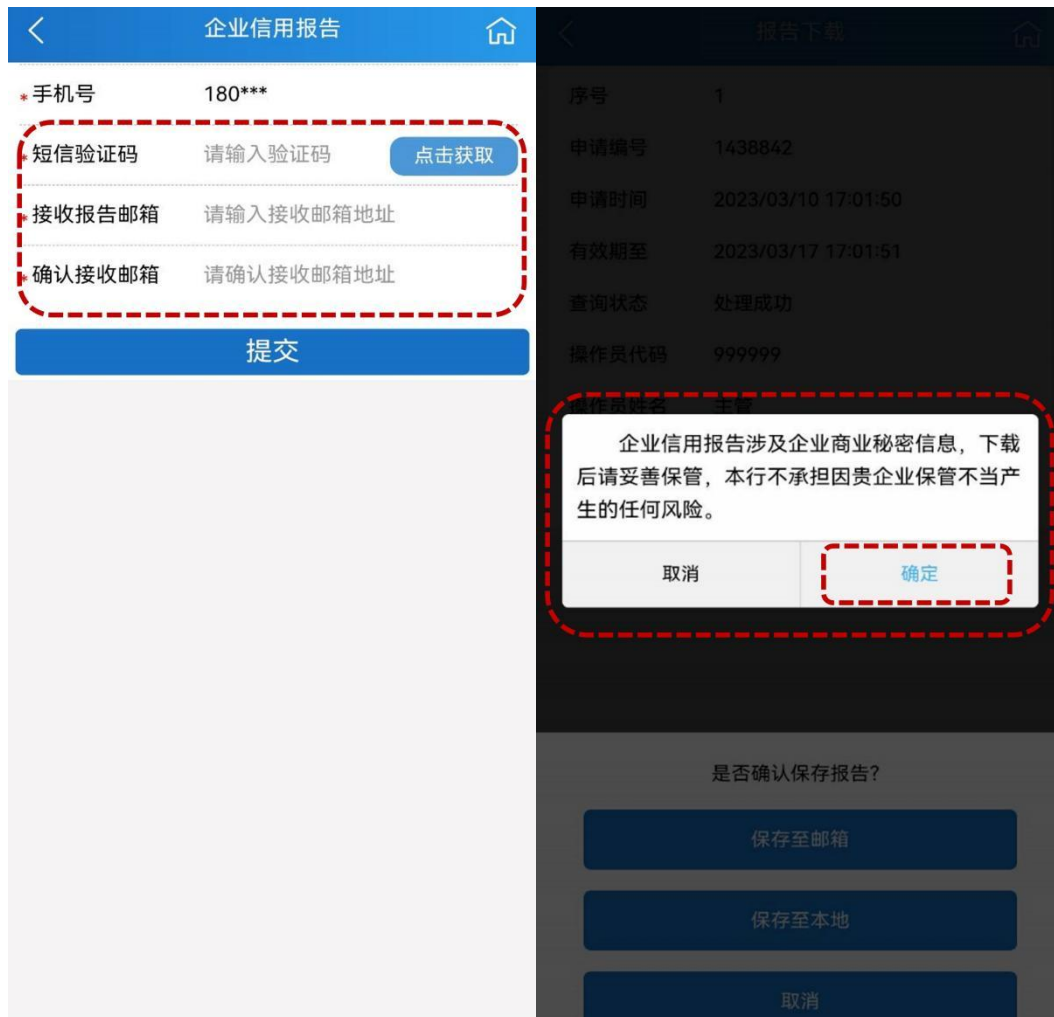 企业信用报告
*手机号 180***
*短信验证码 请输入验证码 点击获取
*接收报告邮箱 请输入接收邮箱地址
*确认接收邮箱 请确认接收邮箱地址
提交
报告下载
序号 1
申请编号 1438842
申请时间 2023/03/10 17:01:50
有效期至 2023/03/17 17:01:51
查询状态 处理成功
操作员代码 999999
操作员姓名 主管
企业信用报告涉及企业商业秘密信息，下载
后请妥善保管，本行不承担因贵企业保管不当产
生的任何风险。
取消 确定
是否确认保存报告?
保存至邮箱
保存至本地
取消